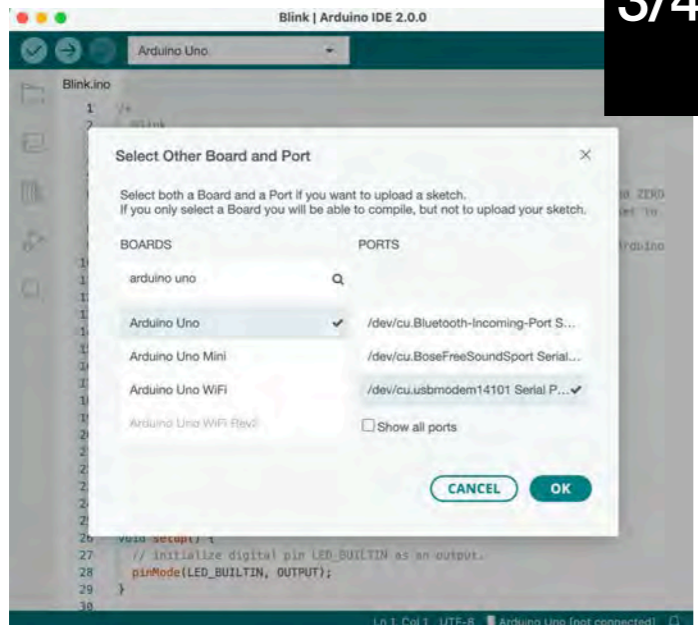 3/4
Blink | Arduino IDE 2.0.0
Arduino Uno
Blink.ino
1 /*
2 Blink
Select Other Board and Port
Select both a Board and a Port if you want to upload a sketch.
If you only select a Board you will be able to compile, but not to upload your sketch.
ZERO
BOARDS
PORTS
arduino uno
Arduino Uno
/dev/cu.Bluetooth-Incoming-Port S...
Arduino Uno Mini
/dev/cu.BoseFreeSoundSport Serial...
Arduino Uno WiFi
/dev/cu.usbmodem14101 Serial P...
Arduino Uno WiFi Rev2
Show all ports
CANCEL
OK
26 void setup() {
27 // initialize digital pin LED_BUILTIN as an output.
28 pinMode(LED_BUILTIN, OUTPUT);
29 }
30
Ln 1, Col 1 UTF-8 Arduino Uno [not connected]